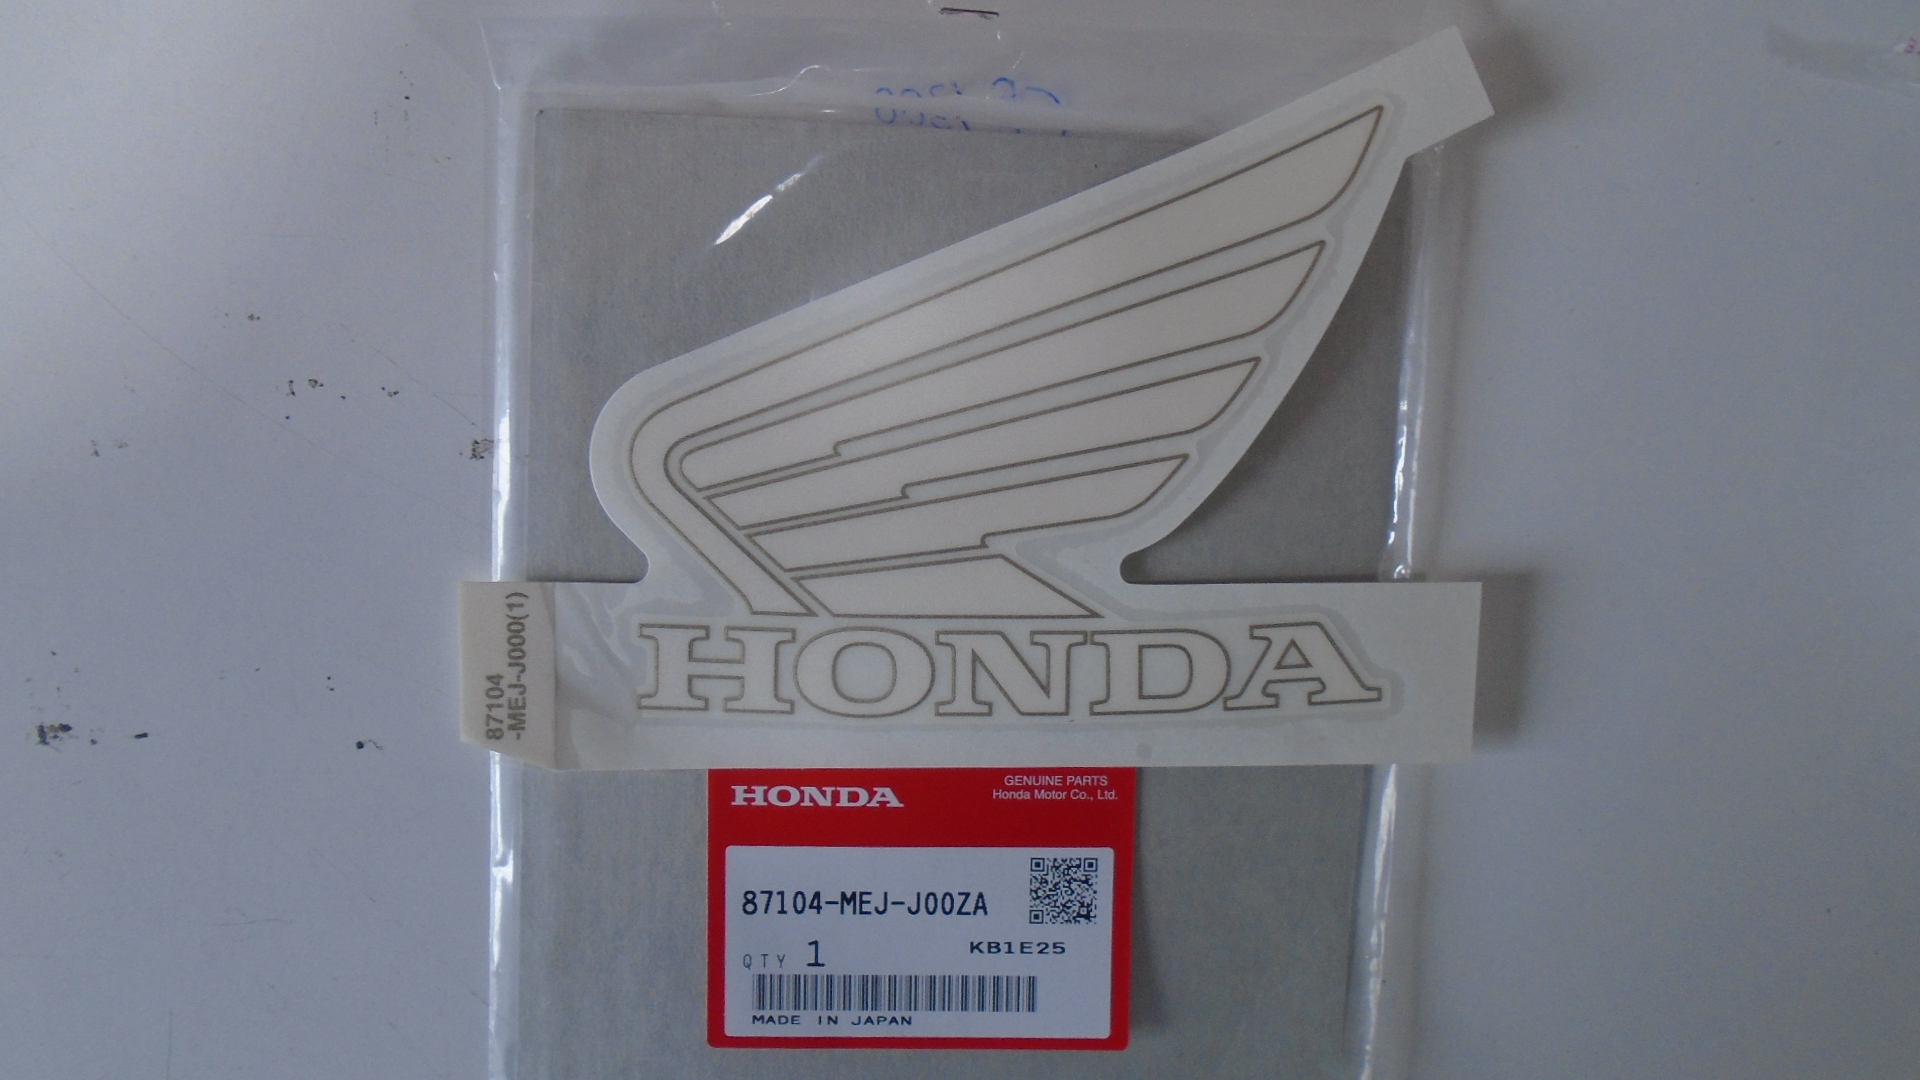 HONDA
87104
-MEJ-J000(1)
HONDA
GENUINE PARTS
Honda Motor Co., Ltd.
87104-MEJ-J00ZA
QTY 1
KB1E25
MADE IN JAPAN